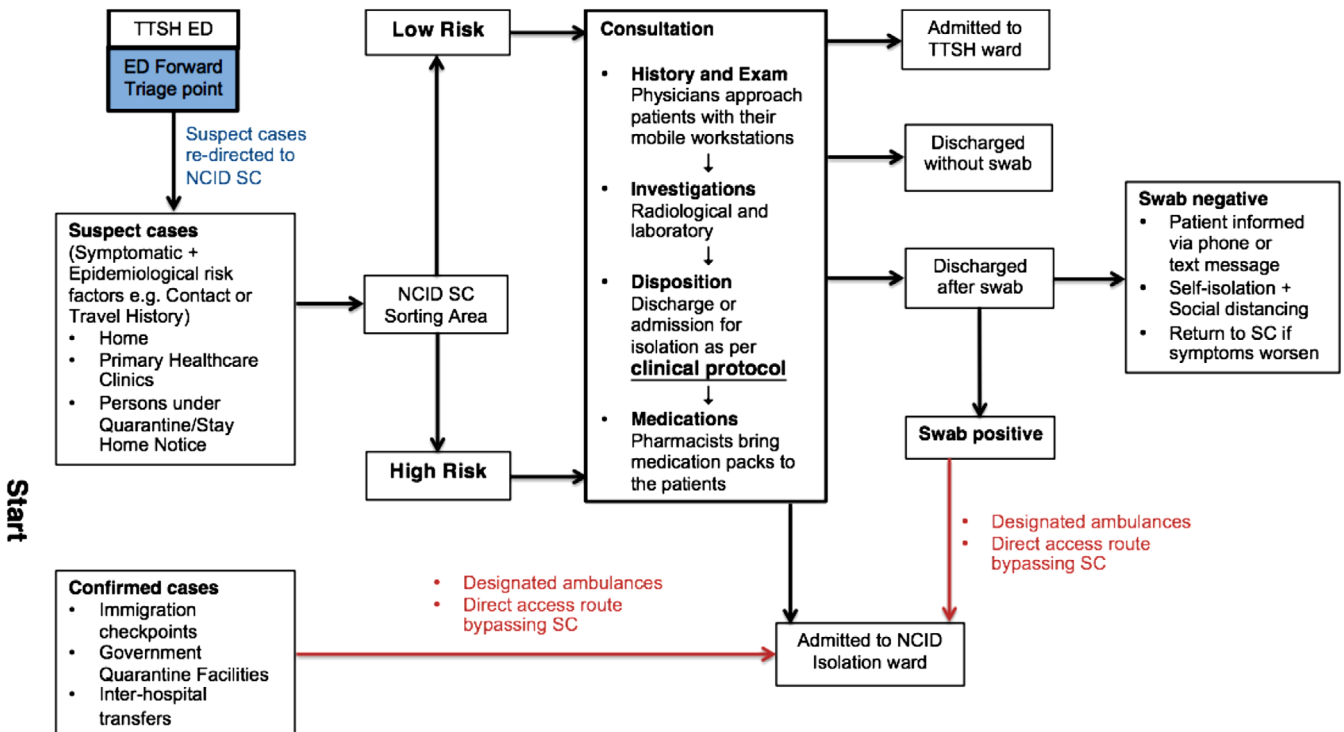 TTSH ED
ED Forward
Triage point
Suspect cases
re-directed to
NCID SC
Suspect cases
(Symptomatic +
Epidemiological risk
factors e.g. Contact or
Travel History)
• Home
• Primary Healthcare
Clinics
• Persons under
Quarantine/Stay
Home Notice
Low Risk
NCID SC
Sorting Area
High Risk
Consultation
• History and Exam
Physicians approach
patients with their
mobile workstations
↓
• Investigations
Radiological and
laboratory
↓
• Disposition
Discharge or
admission for
isolation as per
clinical protocol
↓
• Medications
Pharmacists bring
medication packs to
the patients
Admitted to
TTSH ward
Discharged
without swab
Discharged
after swab
Swab negative
• Patient informed
via phone or
text message
• Self-isolation +
Social distancing
• Return to SC if
symptoms worsen
Swab positive
• Designated ambulances
• Direct access route
bypassing SC
Start
Confirmed cases
• Immigration
checkpoints
• Government
Quarantine Facilities
• Inter-hospital
transfers
• Designated ambulances
• Direct access route
bypassing SC
Admitted to NCID
Isolation ward